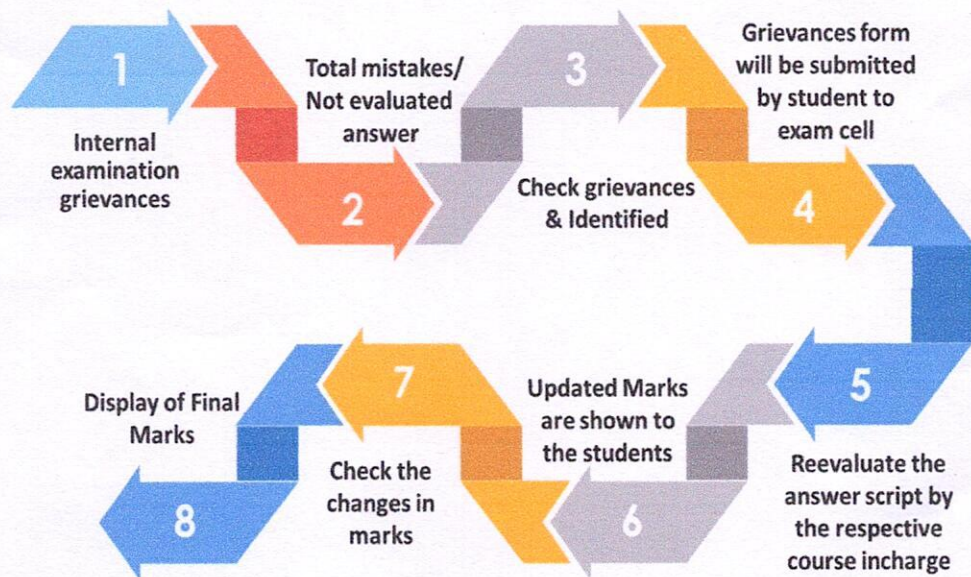 1
Internal
examination
grievances
Total mistakes/
Not evaluated
answer
2
3
Check grievances
& Identified
Grievances form
will be submitted
by student to
exam cell
4
5
Reevaluate the
answer script by
the respective
course incharge
Updated Marks
are shown to
the students
6
7
Check the
changes in
marks
Display of Final
Marks
8